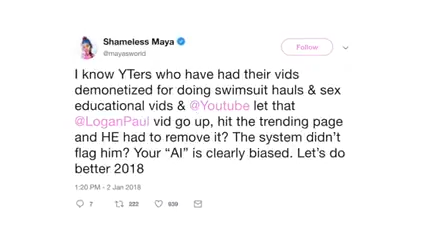 Shameless Maya
@mayasworld
Follow
I know YTers who have had their vids
demonetized for doing swimsuit hauls & sex
educational vids & @Youtube let that
@LoganPaul vid go up, hit the trending page
and HE had to remove it? The system didn't
flag him? Your “AI” is clearly biased. Let's do
better 2018
1:20 PM - 2 Jan 2018
7 222 639